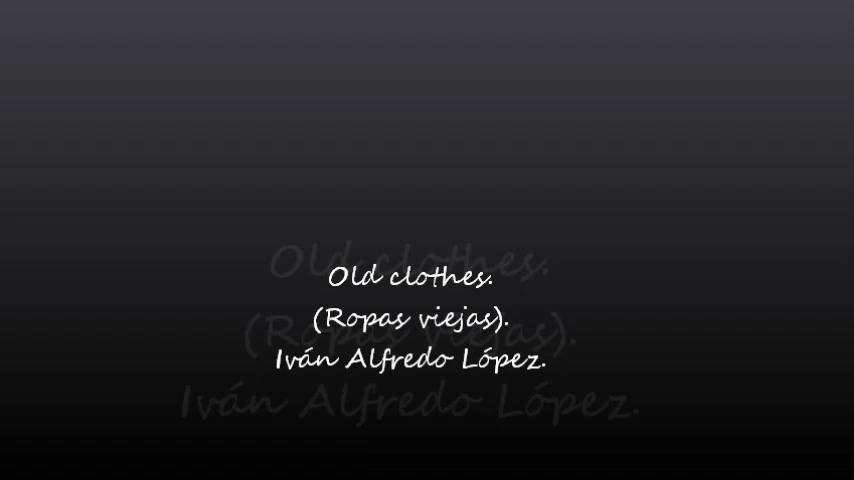 Old clothes.
(Ropas viejas).
Iván Alfredo López.